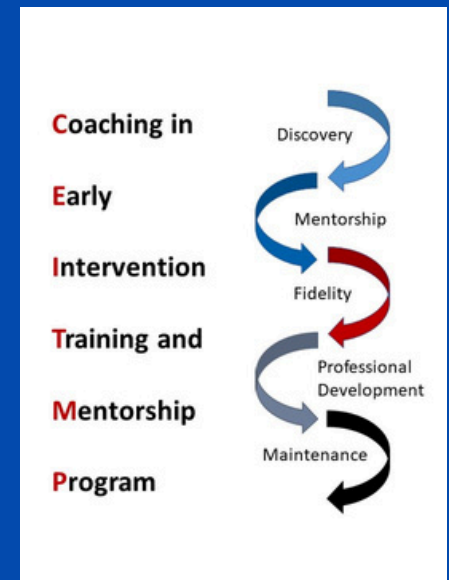 Coaching in
Early
Intervention
Training and
Mentorship
Program
Discovery
Mentorship
Fidelity
Professional
Development
Maintenance